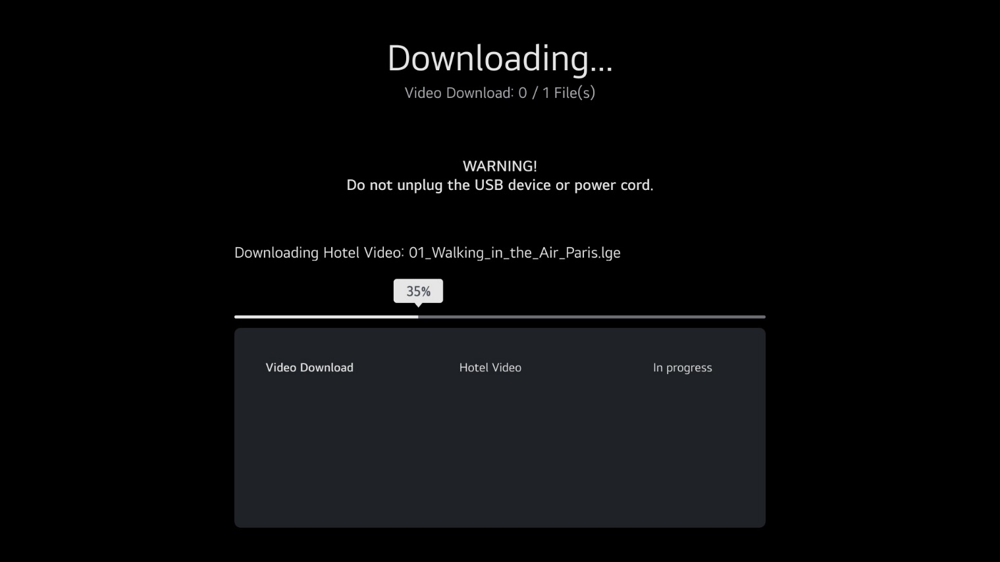 Downloading...
Video Download: 0 / 1 File(s)
WARNING!
Do not unplug the USB device or power cord.
Downloading Hotel Video: 01_Walking_in_the_Air_Paris.lge
35%
Video Download Hotel Video In progress